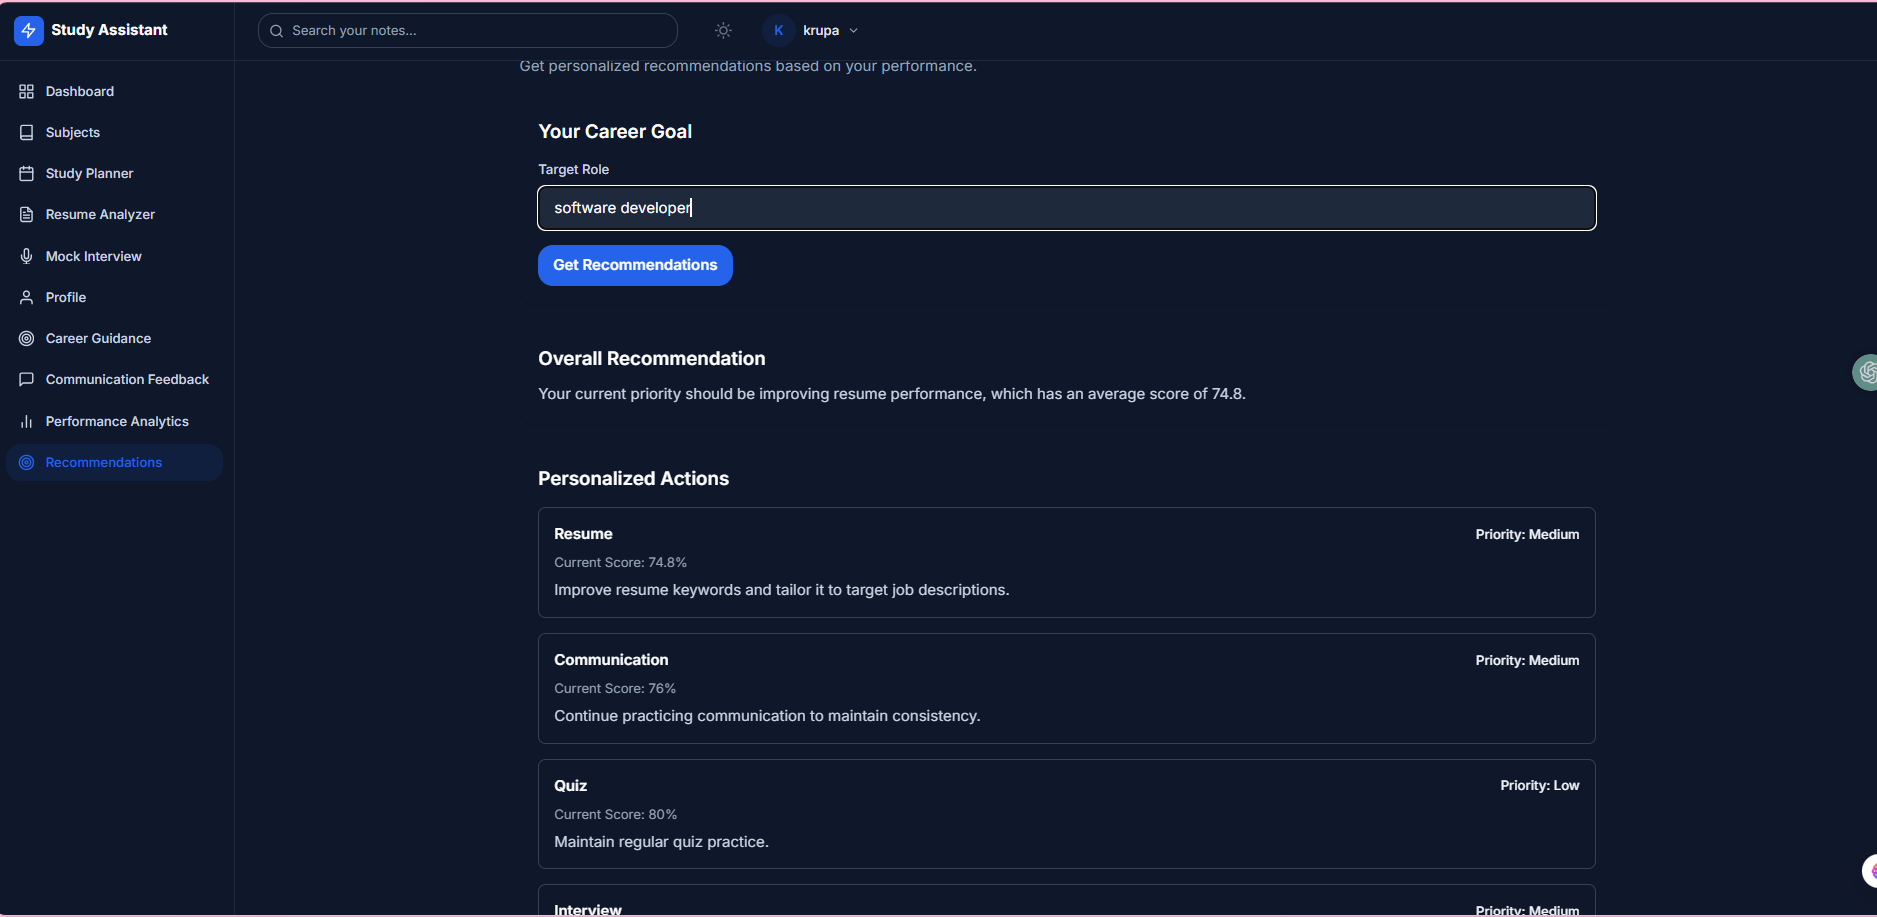 Study Assistant
Search your notes...
K
krupa
Dashboard
Subjects
Study Planner
Resume Analyzer
Mock Interview
Profile
Career Guidance
Communication Feedback
Performance Analytics
Recommendations
Get personalized recommendations based on your performance.
Your Career Goal
Target Role
software developer
Get Recommendations
Overall Recommendation
Your current priority should be improving resume performance, which has an average score of 74.8.
Personalized Actions
Resume
Priority: Medium
Current Score: 74.8%
Improve resume keywords and tailor it to target job descriptions.
Communication
Priority: Medium
Current Score: 76%
Continue practicing communication to maintain consistency.
Quiz
Priority: Low
Current Score: 80%
Maintain regular quiz practice.
Interview
Priority: Medium